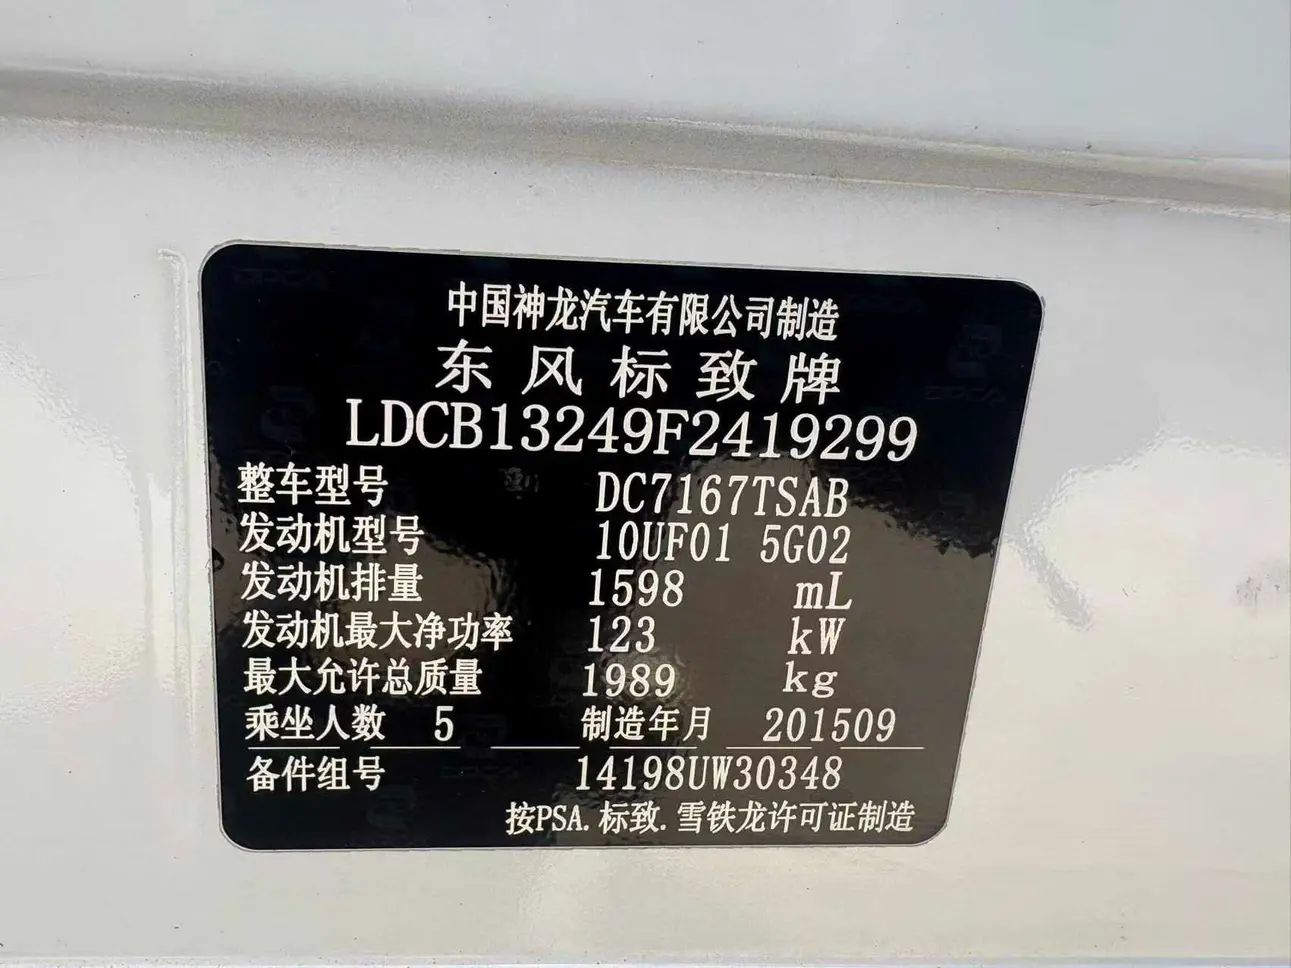 中国神龙汽车有限公司制造
东风标致牌
LDCB13249F2419299
整车型号 DC7167TSAB
发动机型号 10UF01 5G02
发动机排量 1598 mL
发动机最大净功率 123 kW
最大允许总质量 1989 kg
乘坐人数 5 制造年月 201509
备件组号 14198UW30348
按PSA.标致.雪铁龙许可证制造